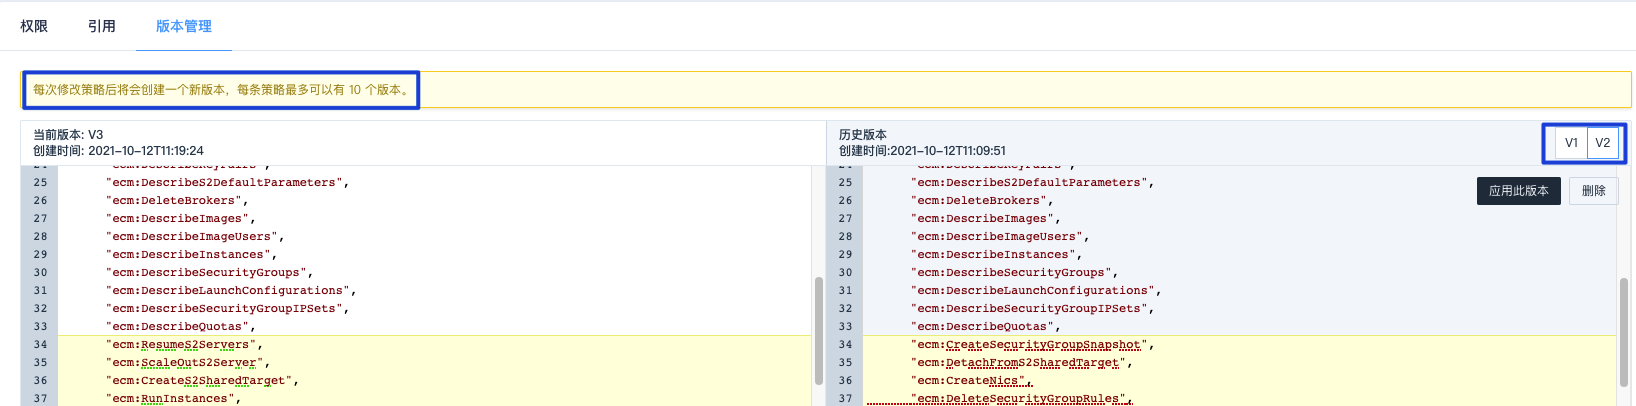 权限 引用 版本管理
每次修改策略后将会创建一个新版本，每条策略最多可以有 10 个版本。
当前版本: V3
创建时间: 2021-10-12T11:19:24
25 "ecm:DescribeS2DefaultParameters",
26 "ecm:DeleteBrokers",
27 "ecm:DescribeImages",
28 "ecm:DescribeImageUsers",
29 "ecm:DescribeInstances",
30 "ecm:DescribeSecurityGroups",
31 "ecm:DescribeLaunchConfigurations",
32 "ecm:DescribeSecurityGroupIPSets",
33 "ecm:DescribeQuotas",
34 "ecm:ResumeS2Servers",
35 "ecm:ScaleOutS2Server",
36 "ecm:CreateS2SharedTarget",
37 "ecm:RunInstances",
历史版本
创建时间:2021-10-12T11:09:51
V1 V2
应用此版本 删除
25 "ecm:DescribeS2DefaultParameters",
26 "ecm:DeleteBrokers",
27 "ecm:DescribeImages",
28 "ecm:DescribeImageUsers",
29 "ecm:DescribeInstances",
30 "ecm:DescribeSecurityGroups",
31 "ecm:DescribeLaunchConfigurations",
32 "ecm:DescribeSecurityGroupIPSets",
33 "ecm:DescribeQuotas",
34 "ecm:CreateSecurityGroupSnapshot",
35 "ecm:DetachFromS2SharedTarget",
36 "ecm:CreateNics",
37 "ecm:DeleteSecurityGroupRules",